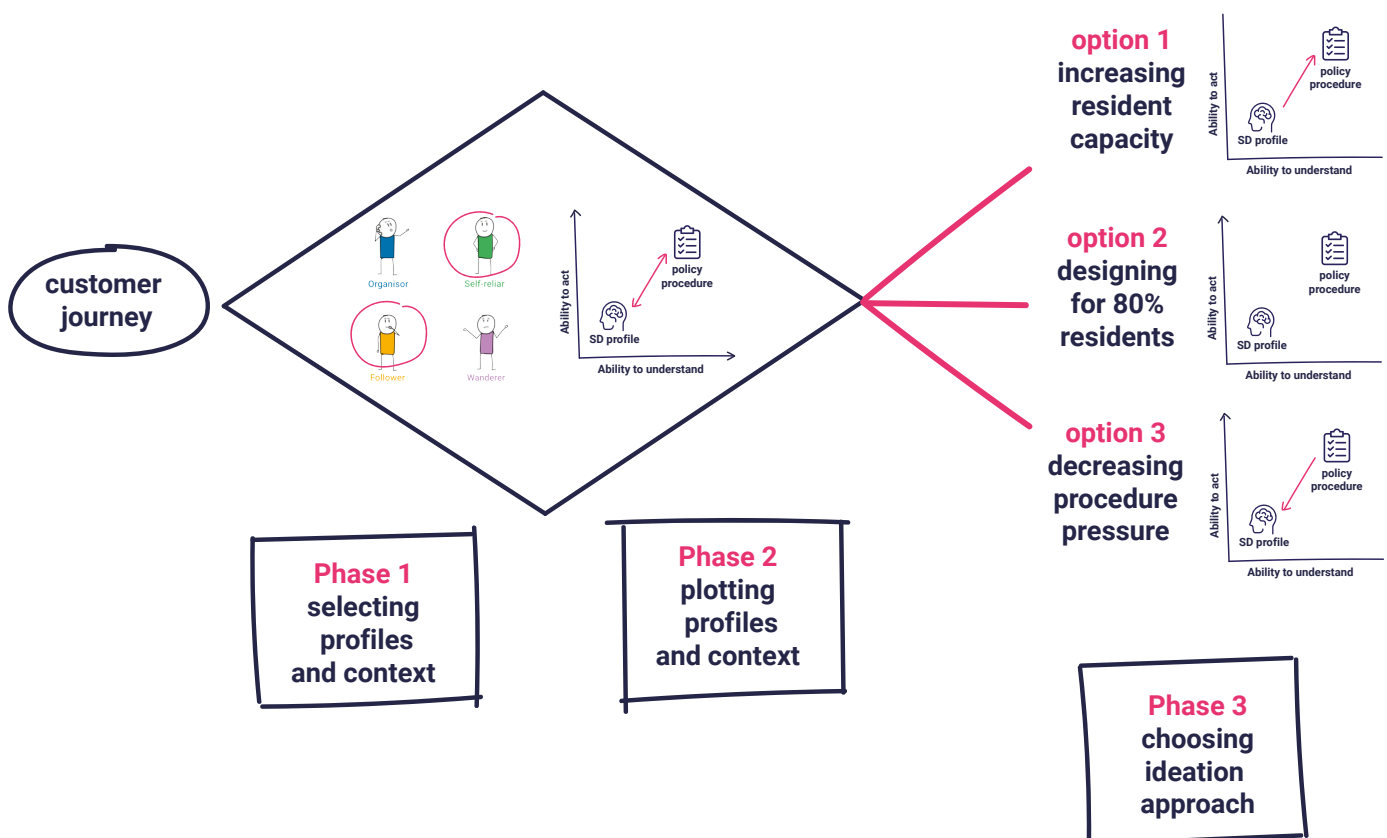 customer
journey
Organisor
Self-reliar
Follower
Wanderer
Ability to act
policy
procedure
SD profile
Ability to understand
Phase 1
selecting
profiles
and context
Phase 2
plotting
profiles
and context
option 1
increasing
resident
capacity
Ability to act
policy
procedure
SD profile
Ability to understand
option 2
designing
for 80%
residents
Ability to act
policy
procedure
SD profile
Ability to understand
option 3
decreasing
procedure
pressure
Ability to act
policy
procedure
SD profile
Ability to understand
Phase 3
choosing
ideation
approach